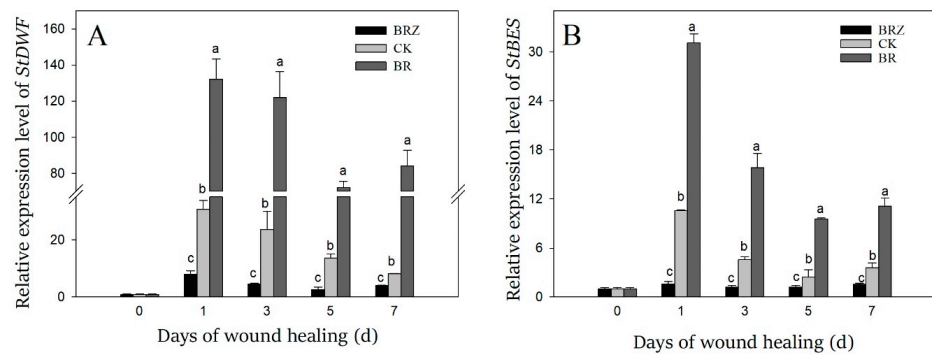 A
BRZ
CK
BR
Relative expression level of StDWF
160
140
120
100
80
20
0
a
b
c
a
b
c
a
b
c
a
b
c
0 1 3 5 7
Days of wound healing (d)
B
BRZ
CK
BR
Relative expression level of StBES
30
24
18
12
6
0
a
b
c
a
b
c
a
b
c
a
b
c
0 1 3 5 7
Days of wound healing (d)